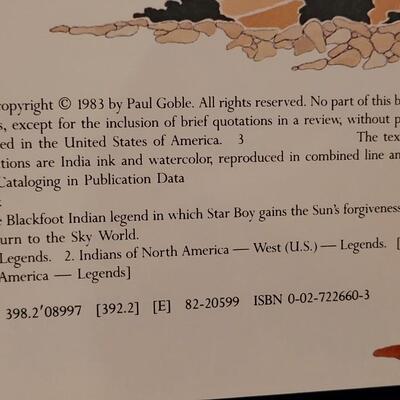 opyright © 1983 by Paul Goble. All rights reserved. No part of this b
s, except for the inclusion of brief quotations in a review, without p
ed in the United States of America. 3 The tex
tions are India ink and watercolor, reproduced in combined line an
Cataloging in Publication Data
e Blackfoot Indian legend in which Star Boy gains the Sun's forgiveness
urn to the Sky World.
Legends. 2. Indians of North America — West (U.S.) — Legends. [
America — Legends]
398.2′08997 [392.2] [E] 82-20599 ISBN 0-02-722660-3